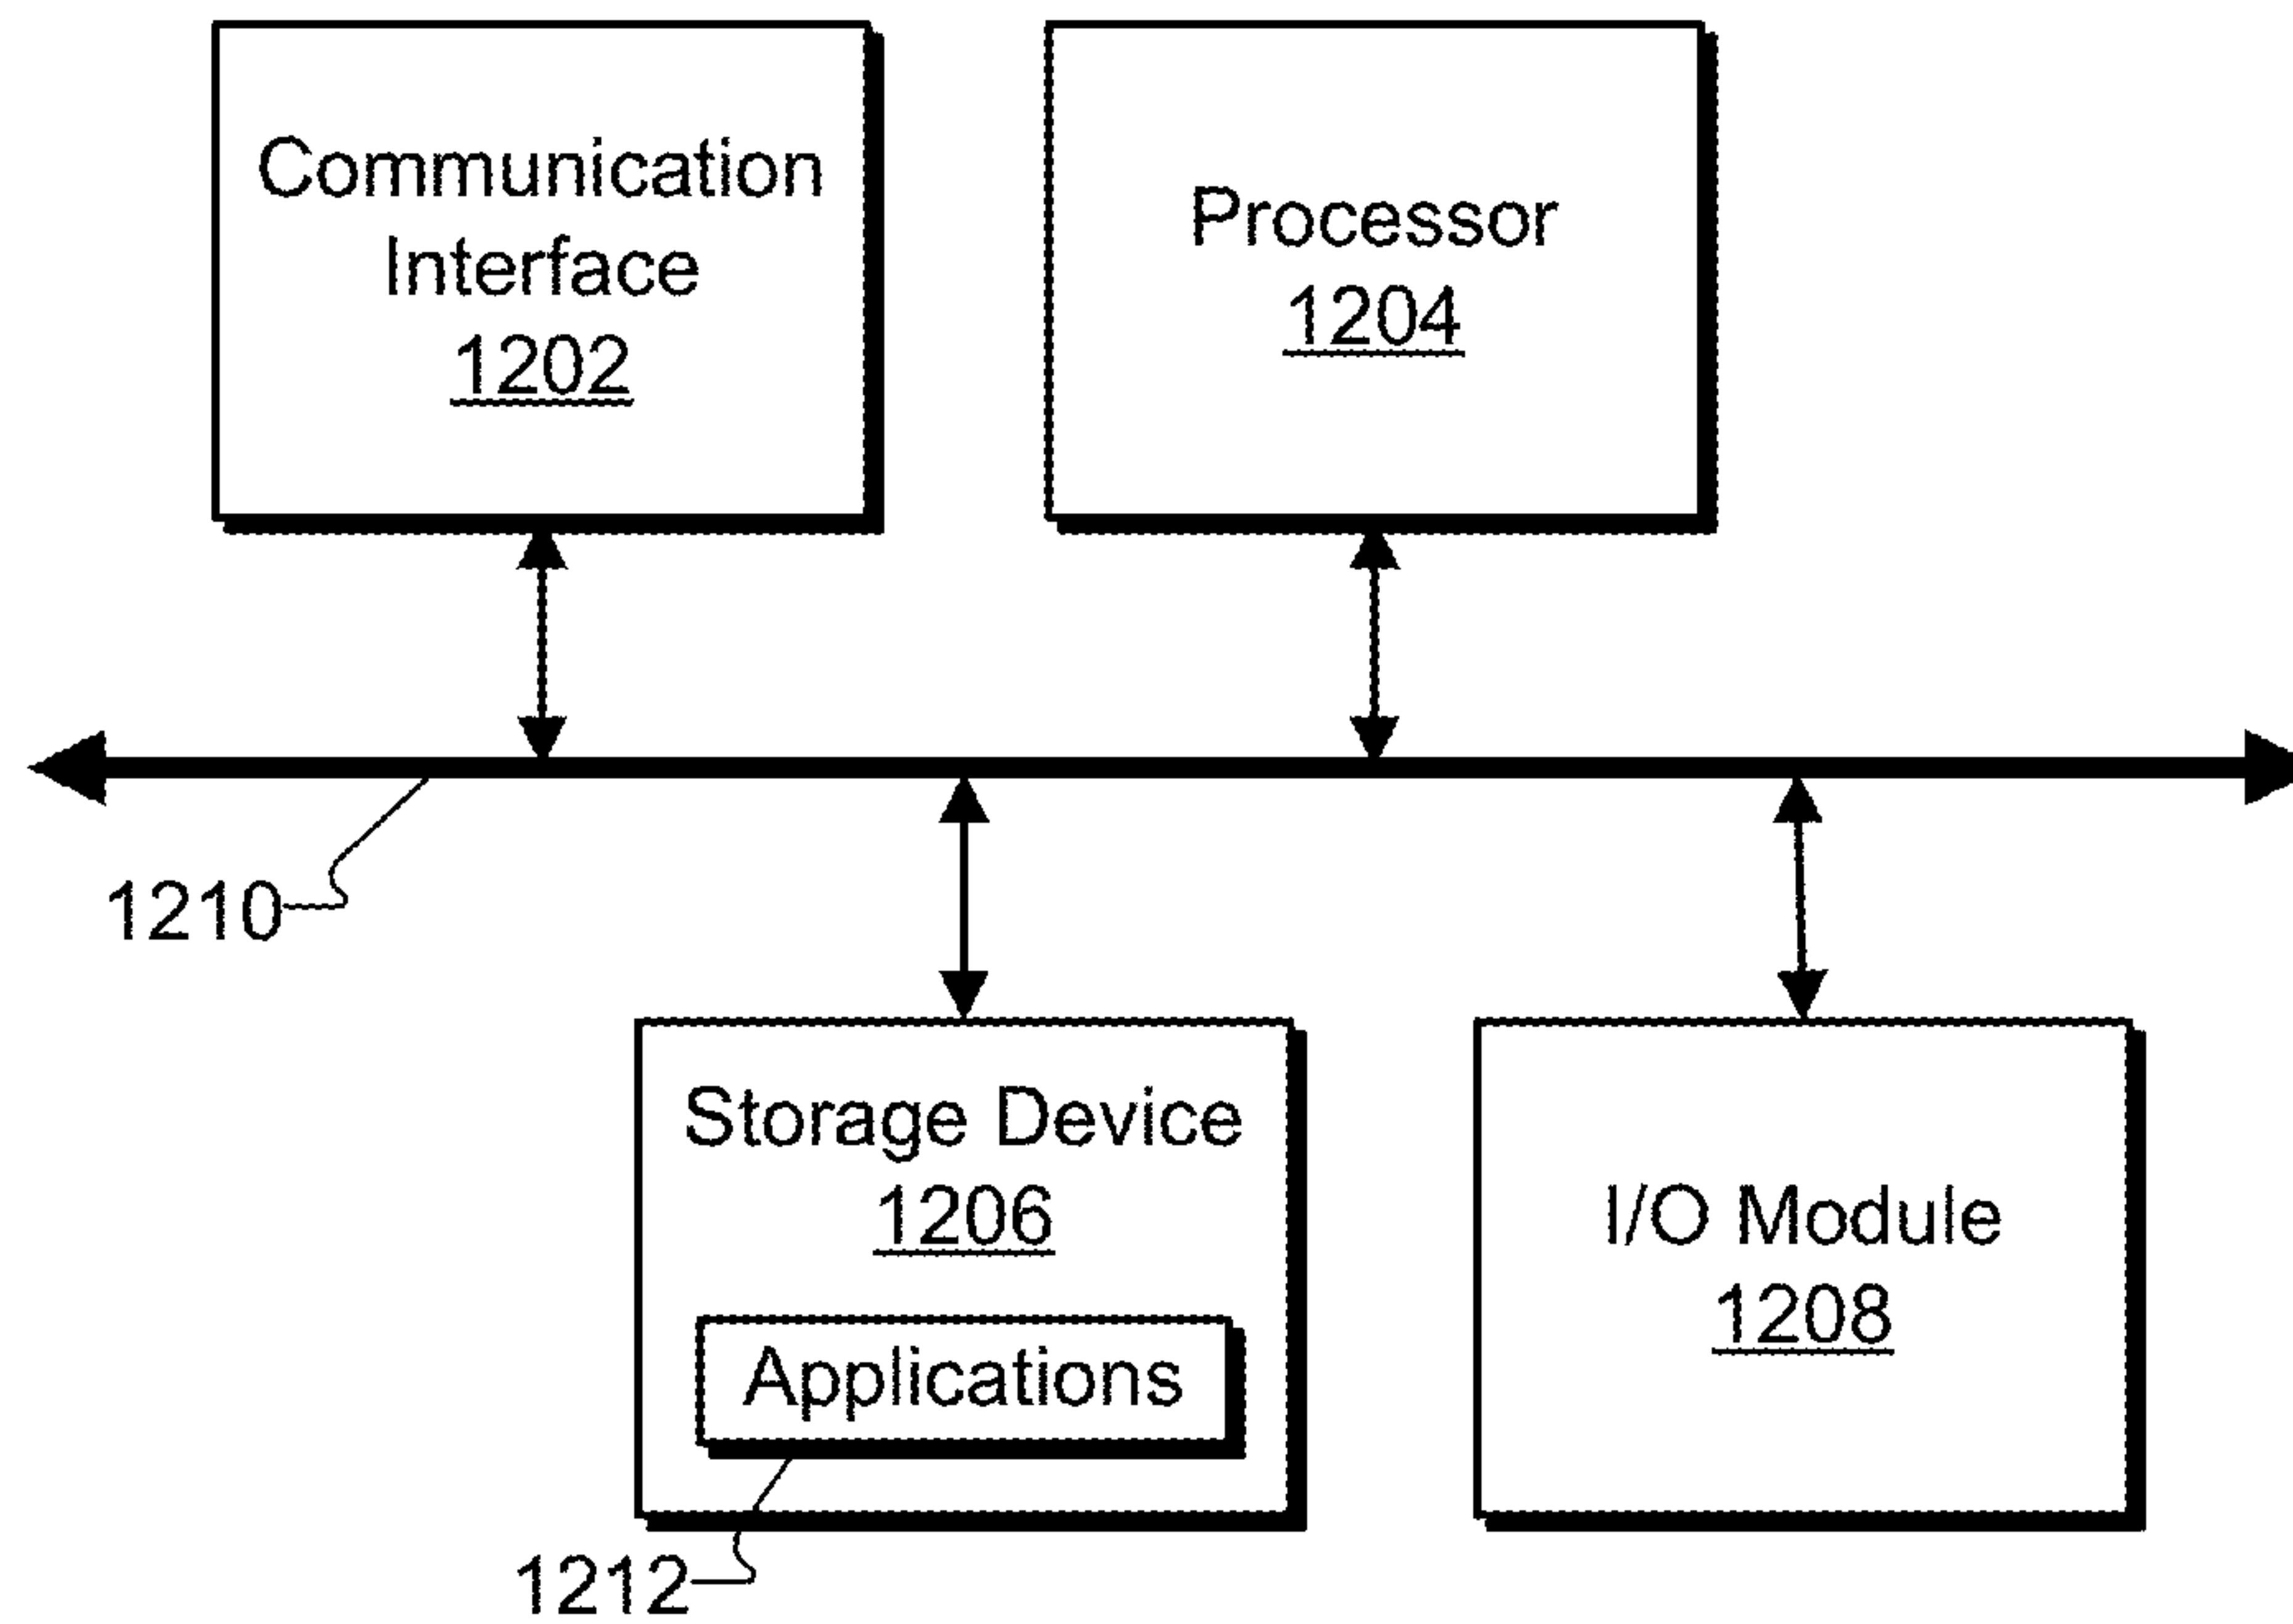 Communication
Interface
1202
Processor
1204
1210
Storage Device
1206
Applications
1212
I/O Module
1208